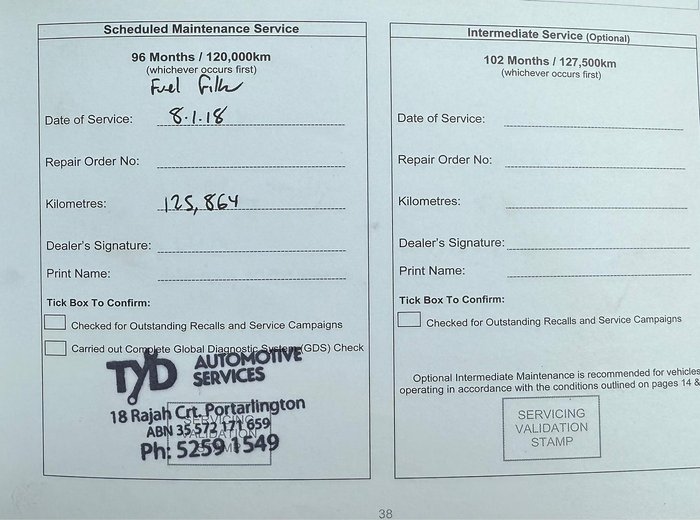 Scheduled Maintenance Service
96 Months / 120,000km
(whichever occurs first)
Fuel Filter
Date of Service: 8.1.18
Repair Order No:
Kilometres: 125,864
Dealer's Signature:
Print Name:
Tick Box To Confirm:
Checked for Outstanding Recalls and Service Campaigns
Carried out Complete Global Diagnostic System (GDS) Check
TYD AUTOMOTIVE
SERVICES
18 Rajah Crt. Portarlington
ABN 35 572 171 659
Ph: 5259 1549
SERVICING
VALIDATION
STAMP
Intermediate Service (Optional)
102 Months / 127,500km
(whichever occurs first)
Date of Service:
Repair Order No:
Kilometres:
Dealer's Signature:
Print Name:
Tick Box To Confirm:
Checked for Outstanding Recalls and Service Campaigns
Optional Intermediate Maintenance is recommended for vehicles
operating in accordance with the conditions outlined on pages 14 &
SERVICING
VALIDATION
STAMP
38